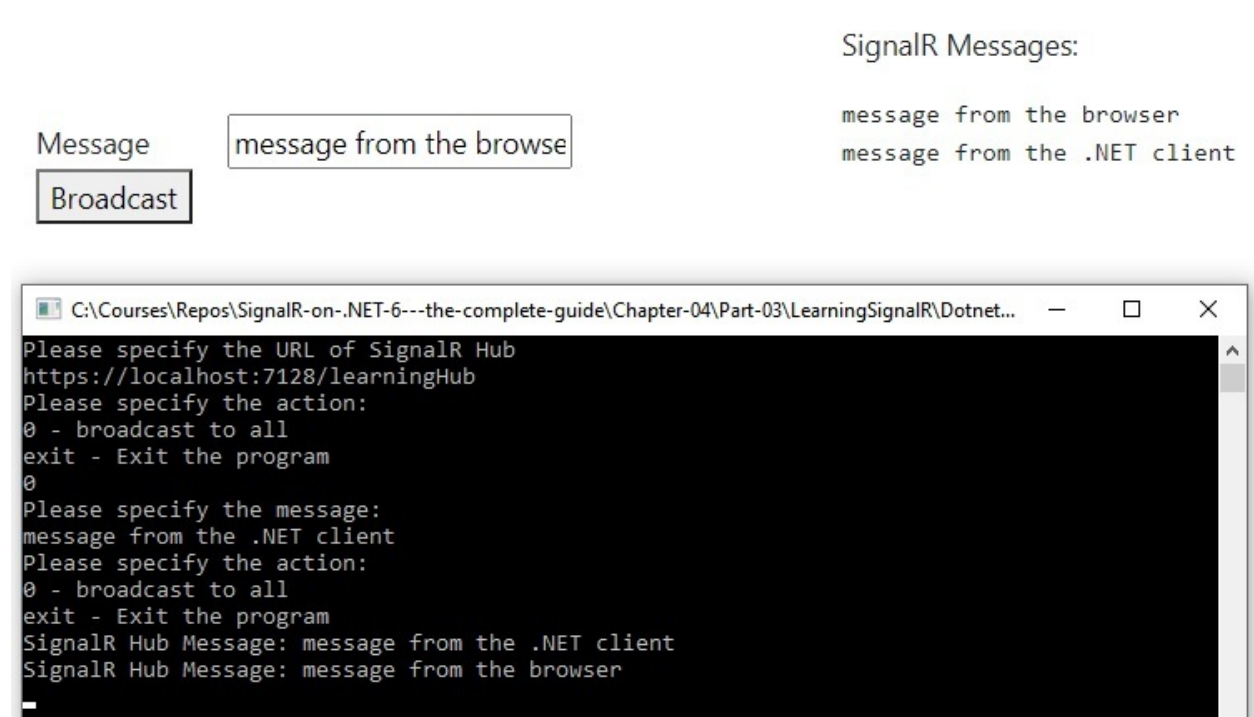 SignalR Messages:
message from the browser
message from the .NET client
Message
message from the browse
Broadcast
C:\Courses\Repos\SignalR-on-.NET-6---the-complete-guide\Chapter-04\Part-03\LearningSignalR\Dotnet...
Please specify the URL of SignalR Hub
https://localhost:7128/learningHub
Please specify the action:
0 - broadcast to all
exit - Exit the program
0
Please specify the message:
message from the .NET client
Please specify the action:
0 - broadcast to all
exit - Exit the program
SignalR Hub Message: message from the .NET client
SignalR Hub Message: message from the browser